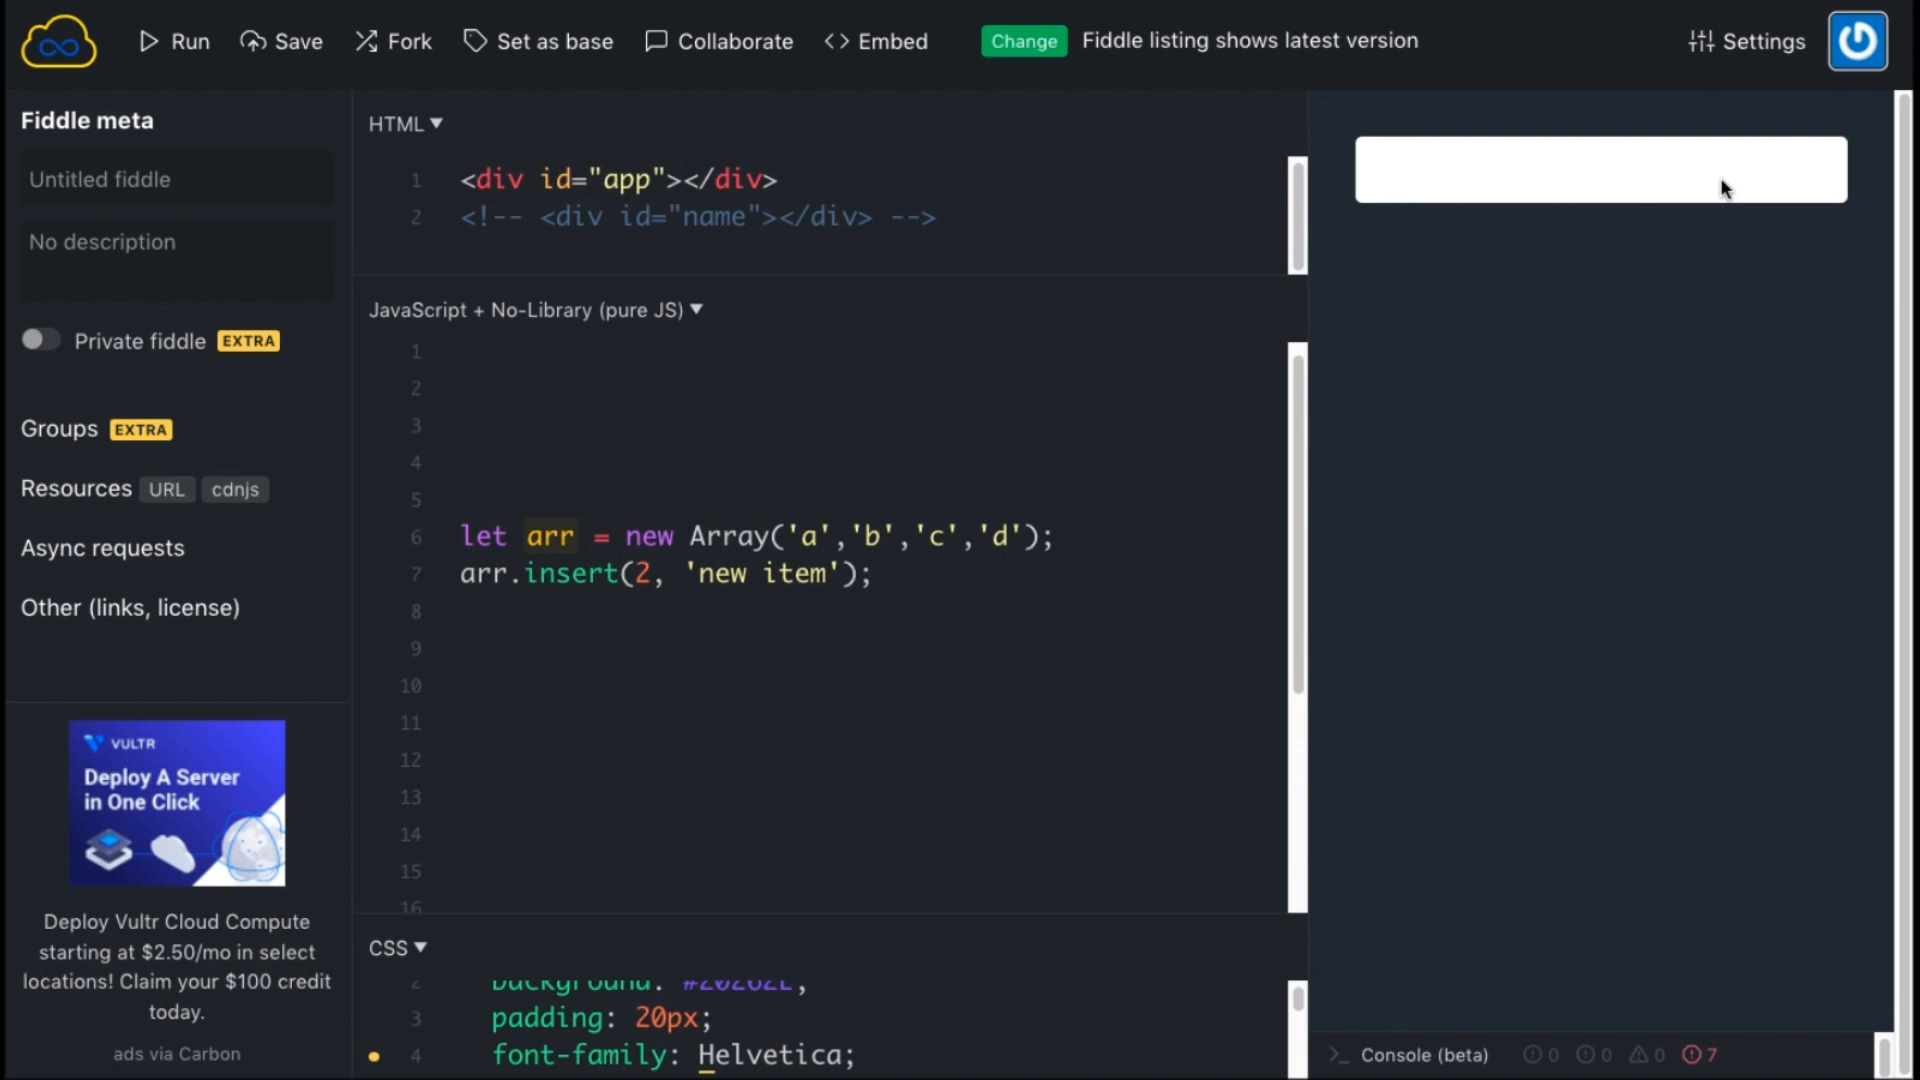 Run Save Fork Set as base Collaborate Embed Change Fiddle listing shows latest version Settings
Fiddle meta
Untitled fiddle
No description
Private fiddle EXTRA
Groups EXTRA
Resources URL cdnjs
Async requests
Other (links, license)
VULTR
Deploy A Server
in One Click
Deploy Vultr Cloud Compute
starting at $2.50/mo in select
locations! Claim your $100 credit
today.
ads via Carbon
HTML ▼
1 <div id="app"></div>
2 <!-- <div id="name"></div> -->
JavaScript + No-Library (pure JS) ▼
1
2
3
4
5
6 let arr = new Array('a','b','c','d');
7 arr.insert(2, 'new item');
8
9
10
11
12
13
14
15
16
CSS ▼
2 background: #20262E;
3 padding: 20px;
4 font-family: Helvetica;
>_ Console (beta) 0 0 0 7